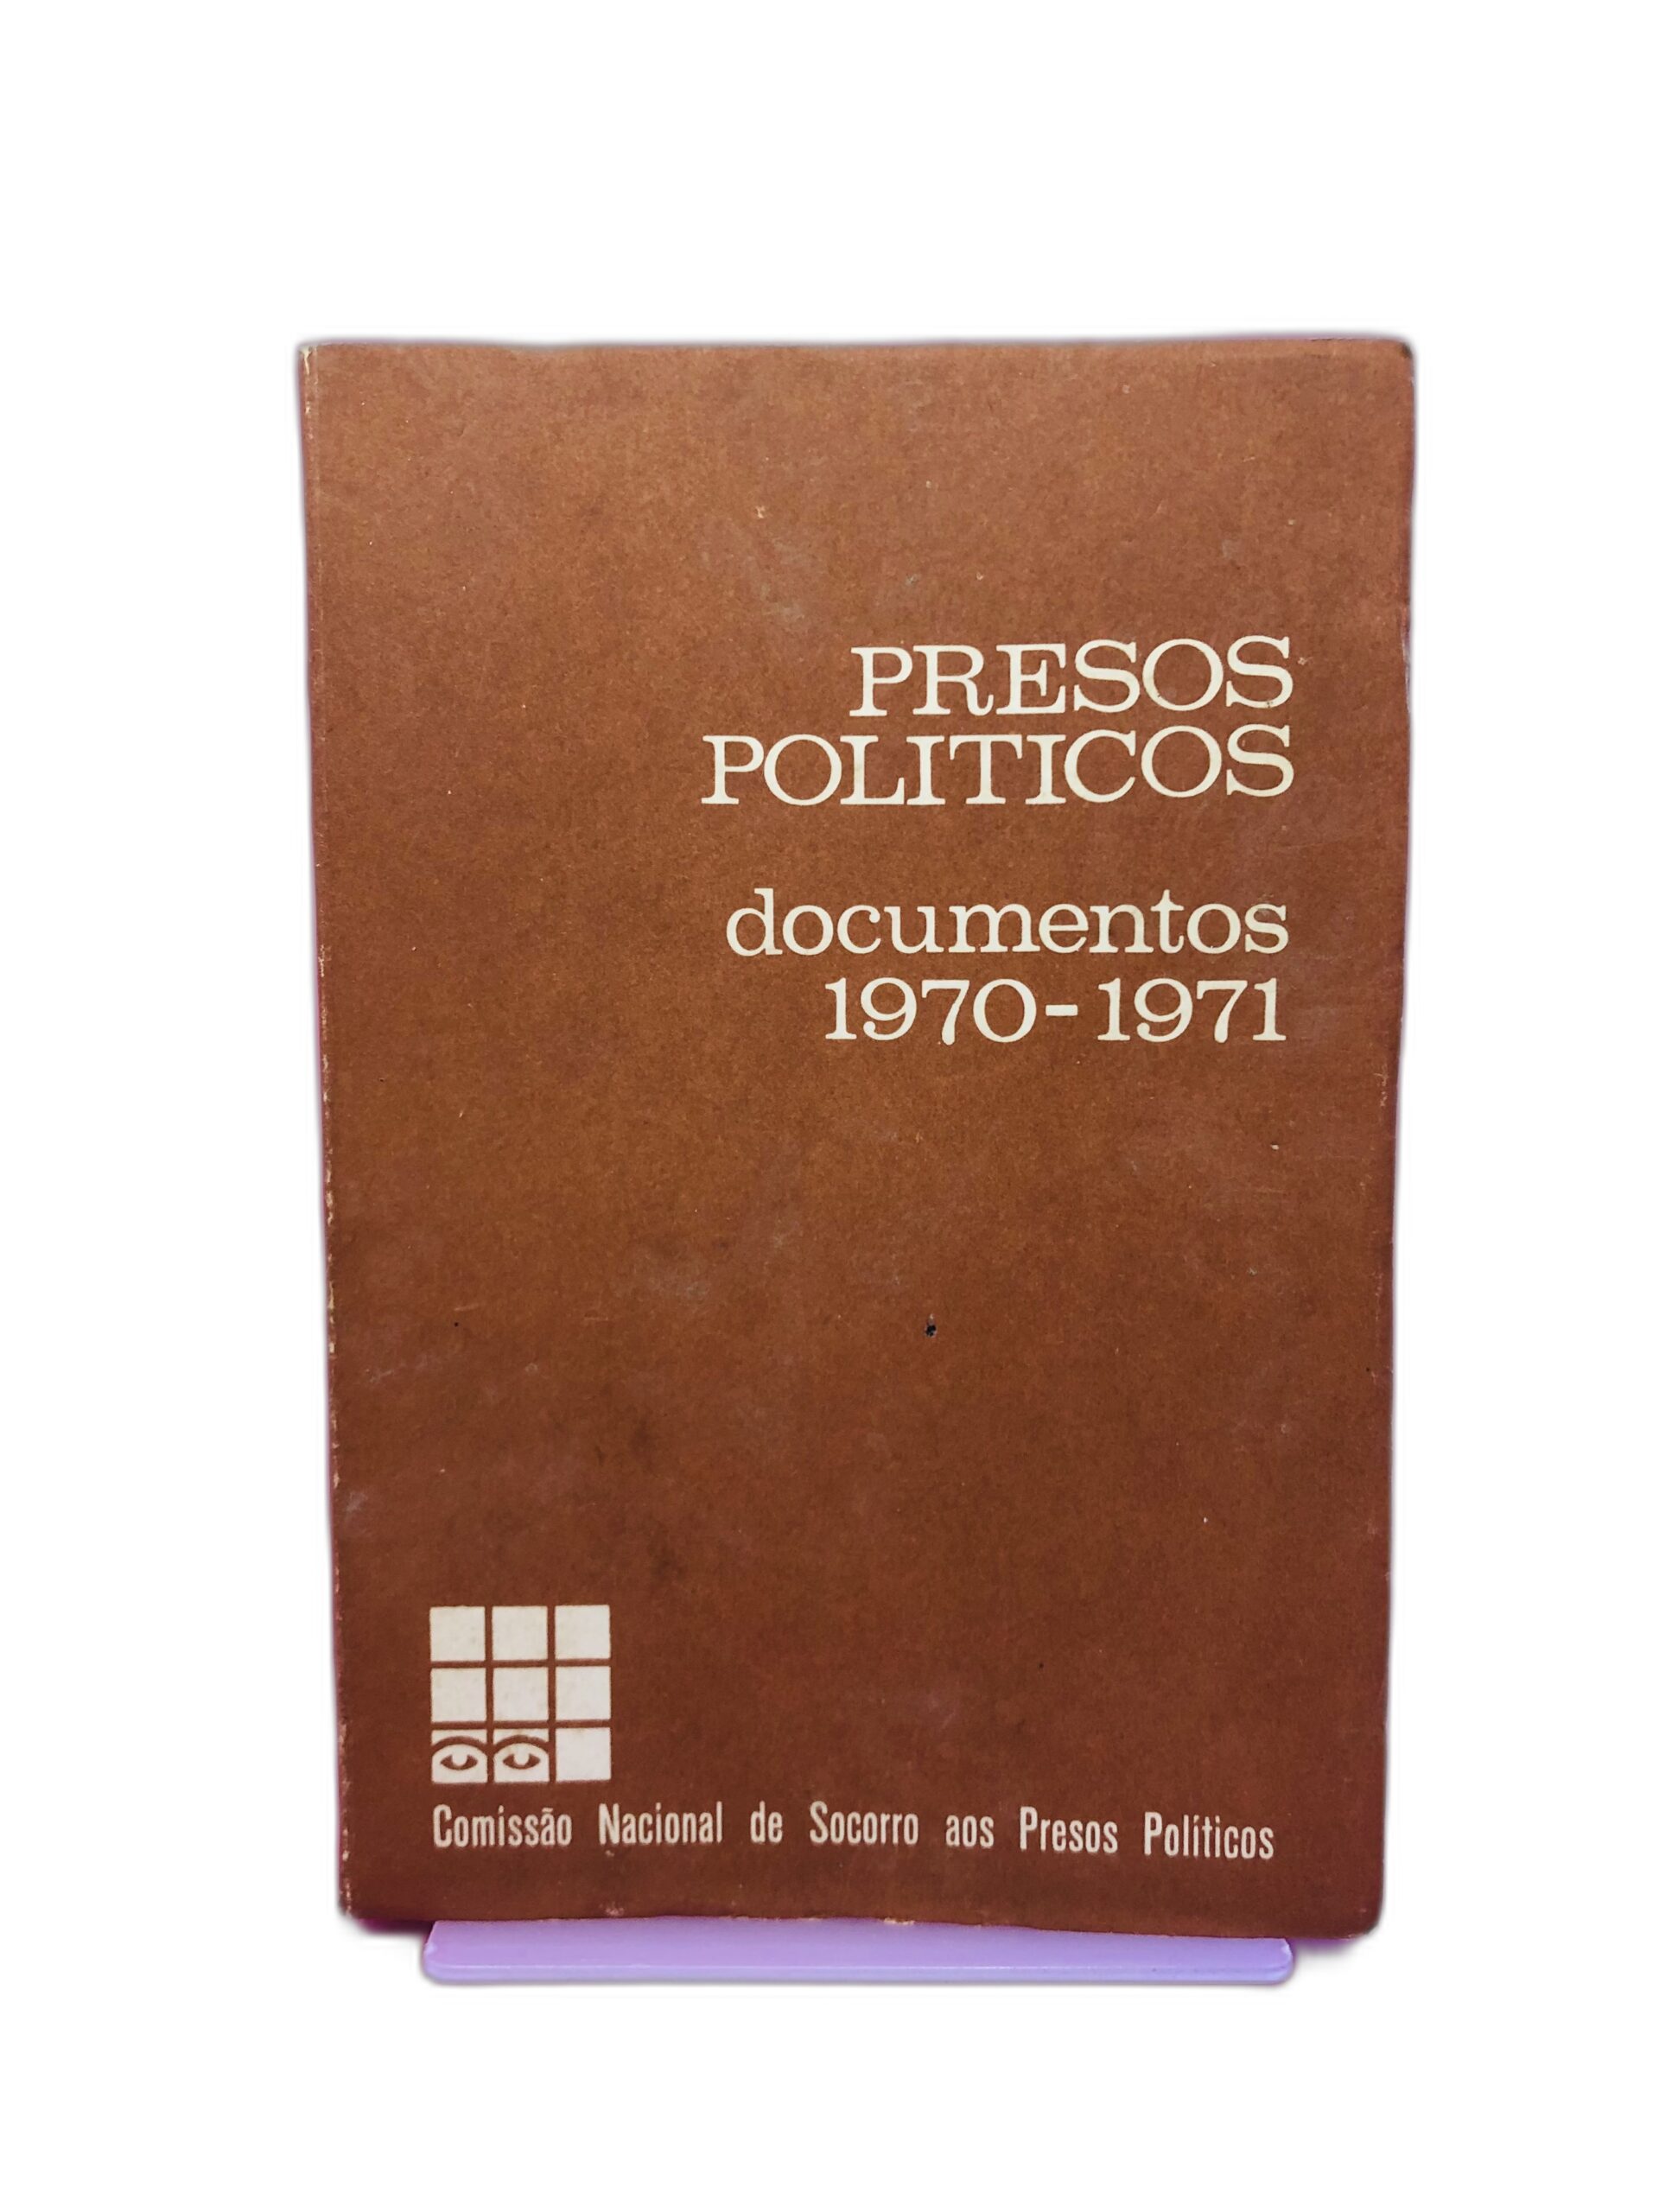 PRESOS
POLITICOS
documentos
1970-1971
Comissão Nacional de Socorro aos Presos Políticos